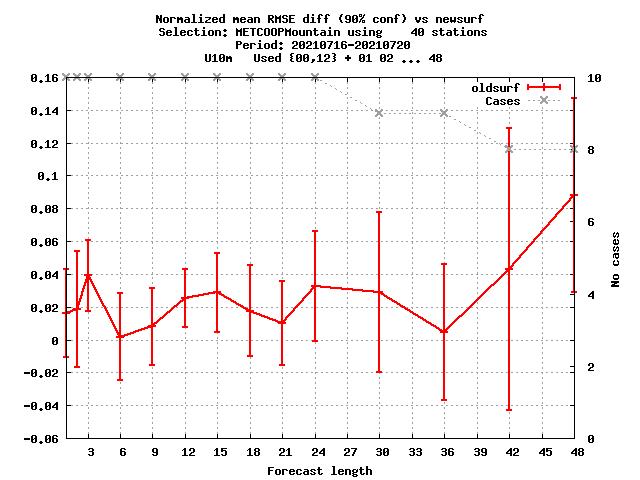 Normalized mean RMSE diff (90% conf) vs newsurf
Selection: METCOOPMountain using    40 stations
Period: 20210716-20210720
U10m   Used {00,12} + 01 02 ... 48
oldsurf
Cases
0.16
0.14
0.12
0.1
0.08
0.06
0.04
0.02
0
-0.02
-0.04
-0.06
10
8
6
4
2
0
No cases
3 6 9 12 15 18 21 24 27 30 33 36 39 42 45 48
Forecast length